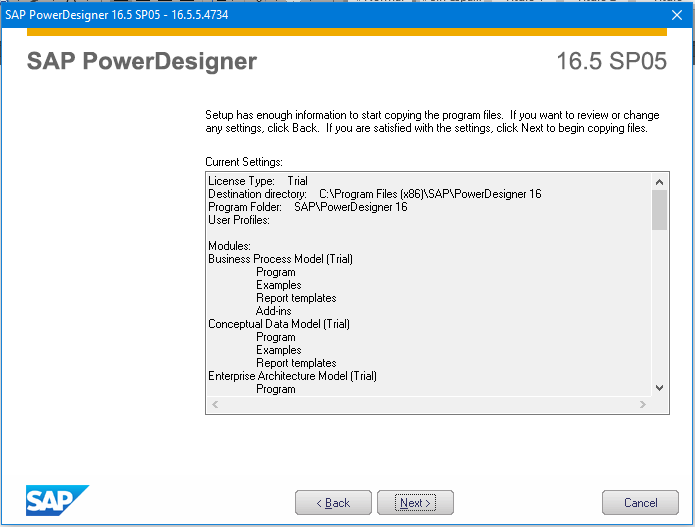 SAP PowerDesigner 16.5 SP05 - 16.5.5.4734
SAP PowerDesigner
16.5 SP05
Setup has enough information to start copying the program files. If you want to review or change
any settings, click Back. If you are satisfied with the settings, click Next to begin copying files.
Current Settings:
License Type: Trial
Destination directory: C:\Program Files (x86)\SAP\PowerDesigner 16
Program Folder: SAP\PowerDesigner 16
User Profiles:
Modules:
Business Process Model (Trial)
Program
Examples
Report templates
Add-ins
Conceptual Data Model (Trial)
Program
Examples
Report templates
Enterprise Architecture Model (Trial)
Program
SAP
< Back
Next >
Cancel